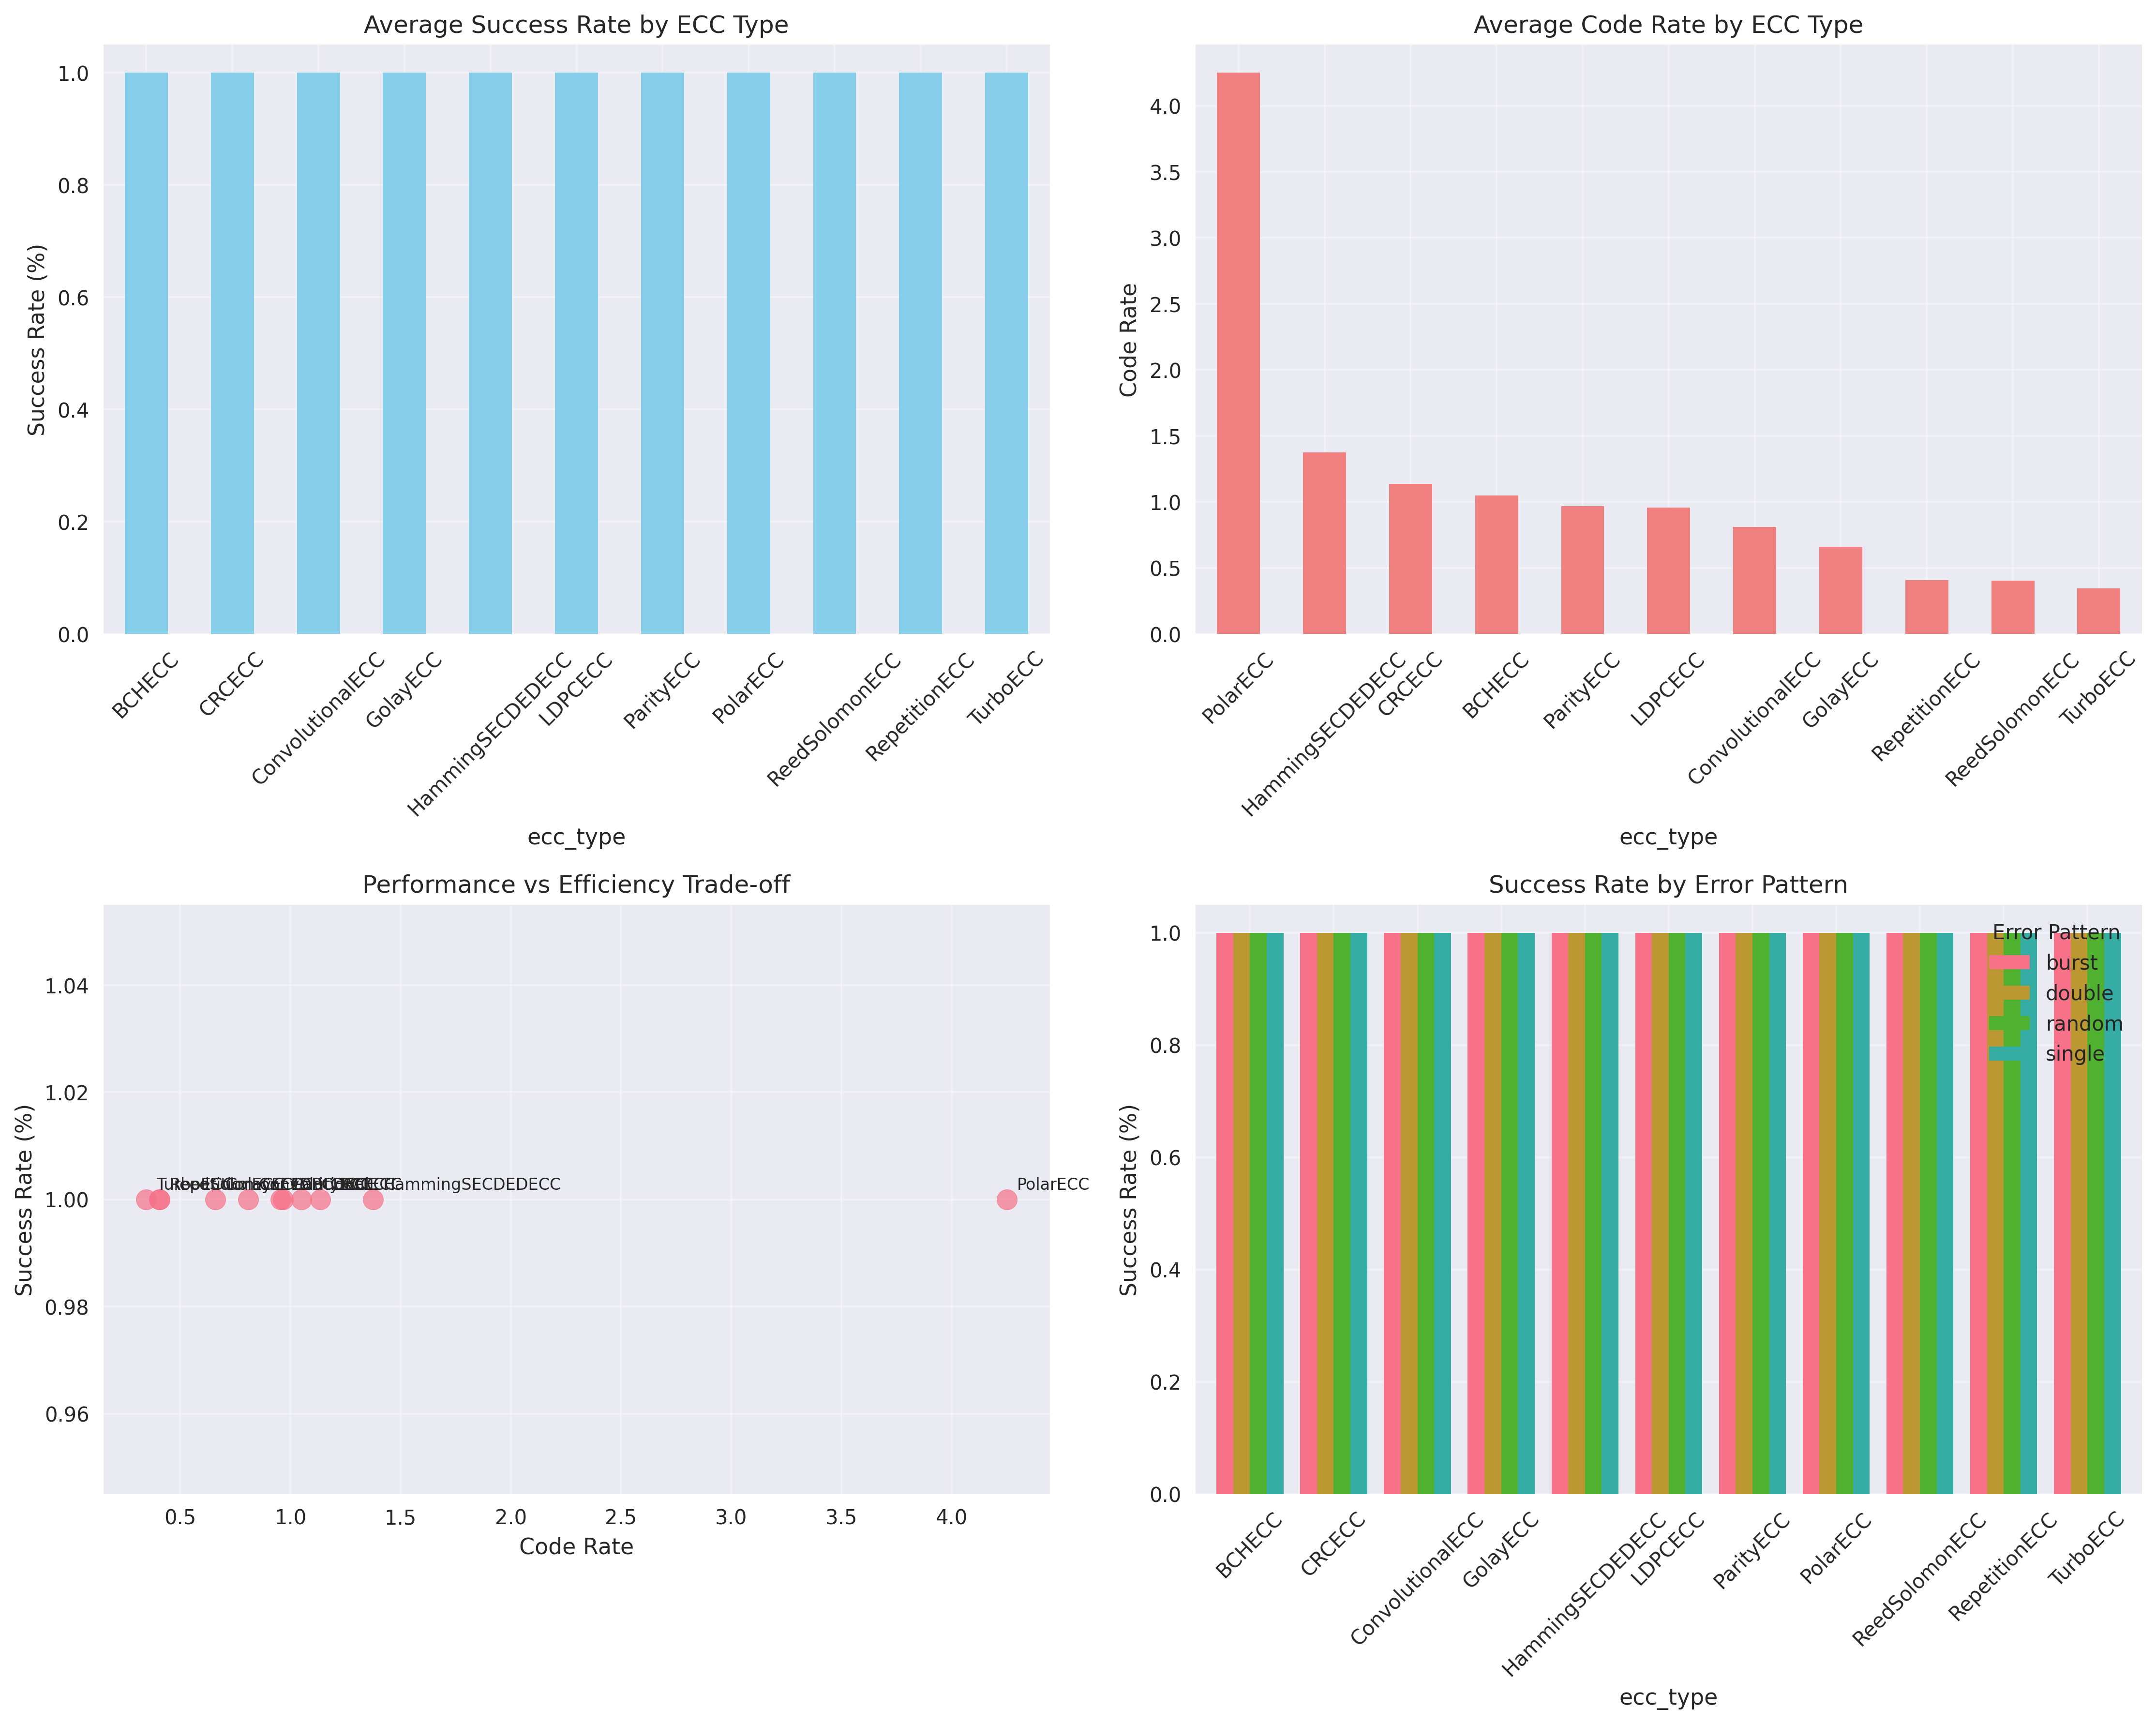 Average Success Rate by ECC Type
Success Rate (%)
1.0
0.8
0.6
0.4
0.2
0.0
BCHECC
CRCECC
ConvolutionalECC
GolayECC
HammingSECDEDECC
LDPCECC
ParityECC
PolarECC
ReedSolomonECC
RepetitionECC
TurboECC
ecc_type
Average Code Rate by ECC Type
Code Rate
4.0
3.5
3.0
2.5
2.0
1.5
1.0
0.5
0.0
PolarECC
HammingSECDEDECC
CRCECC
BCHECC
ParityECC
LDPCECC
ConvolutionalECC
GolayECC
RepetitionECC
ReedSolomonECC
TurboECC
ecc_type
Performance vs Efficiency Trade-off
Success Rate (%)
1.04
1.02
1.00
0.98
0.96
HammingSECDEDECC
PolarECC
0.5
1.0
1.5
2.0
2.5
3.0
3.5
4.0
Code Rate
Success Rate by Error Pattern
Success Rate (%)
1.0
0.8
0.6
0.4
0.2
0.0
Error Pattern
burst
double
random
single
BCHECC
CRCECC
ConvolutionalECC
GolayECC
HammingSECDEDECC
LDPCECC
ParityECC
PolarECC
ReedSolomonECC
RepetitionECC
TurboECC
ecc_type